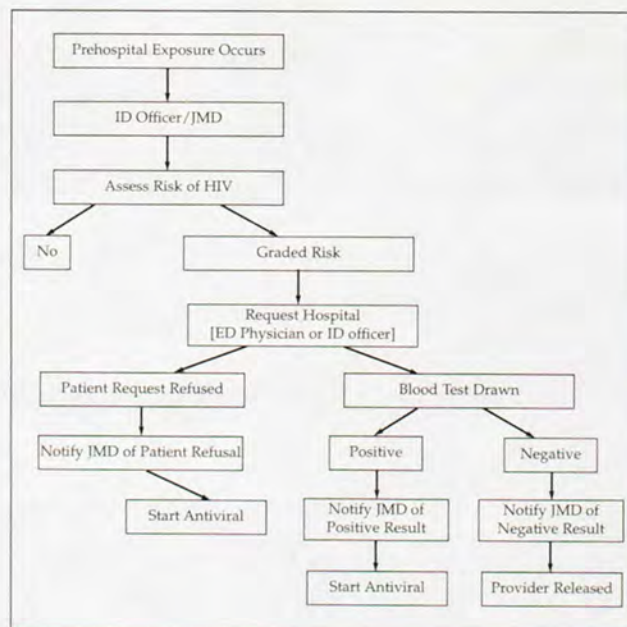 Prehospital Exposure Occurs
ID Officer/JMD
Assess Risk of HIV
No
Graded Risk
Request Hospital
[ED Physician or ID officer]
Patient Request Refused
Blood Test Drawn
Notify JMD of Patient Refusal
Positive
Negative
Start Antiviral
Notify JMD of
Positive Result
Notify JMD of
Negative Result
Start Antiviral
Provider Released